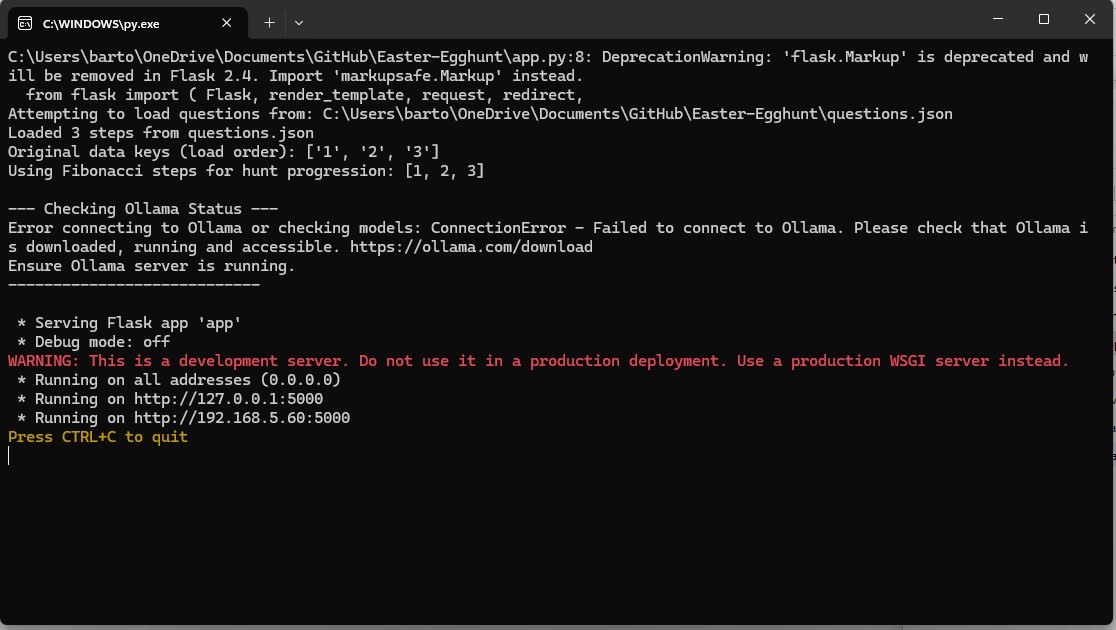 C:\WINDOWS\py.exe
C:\Users\barto\OneDrive\Documents\GitHub\Easter-Egghunt\app.py:8: DeprecationWarning: 'flask.Markup' is deprecated and w
ill be removed in Flask 2.4. Import 'markupsafe.Markup' instead.
  from flask import ( Flask, render_template, request, redirect,
Attempting to load questions from: C:\Users\barto\OneDrive\Documents\GitHub\Easter-Egghunt\questions.json
Loaded 3 steps from questions.json
Original data keys (load order): ['1', '2', '3']
Using Fibonacci steps for hunt progression: [1, 2, 3]

--- Checking Ollama Status ---
Error connecting to Ollama or checking models: ConnectionError - Failed to connect to Ollama. Please check that Ollama i
s downloaded, running and accessible. https://ollama.com/download
Ensure Ollama server is running.
----------------------------

 * Serving Flask app 'app'
 * Debug mode: off
WARNING: This is a development server. Do not use it in a production deployment. Use a production WSGI server instead.
 * Running on all addresses (0.0.0.0)
 * Running on http://127.0.0.1:5000
 * Running on http://192.168.5.60:5000
Press CTRL+C to quit